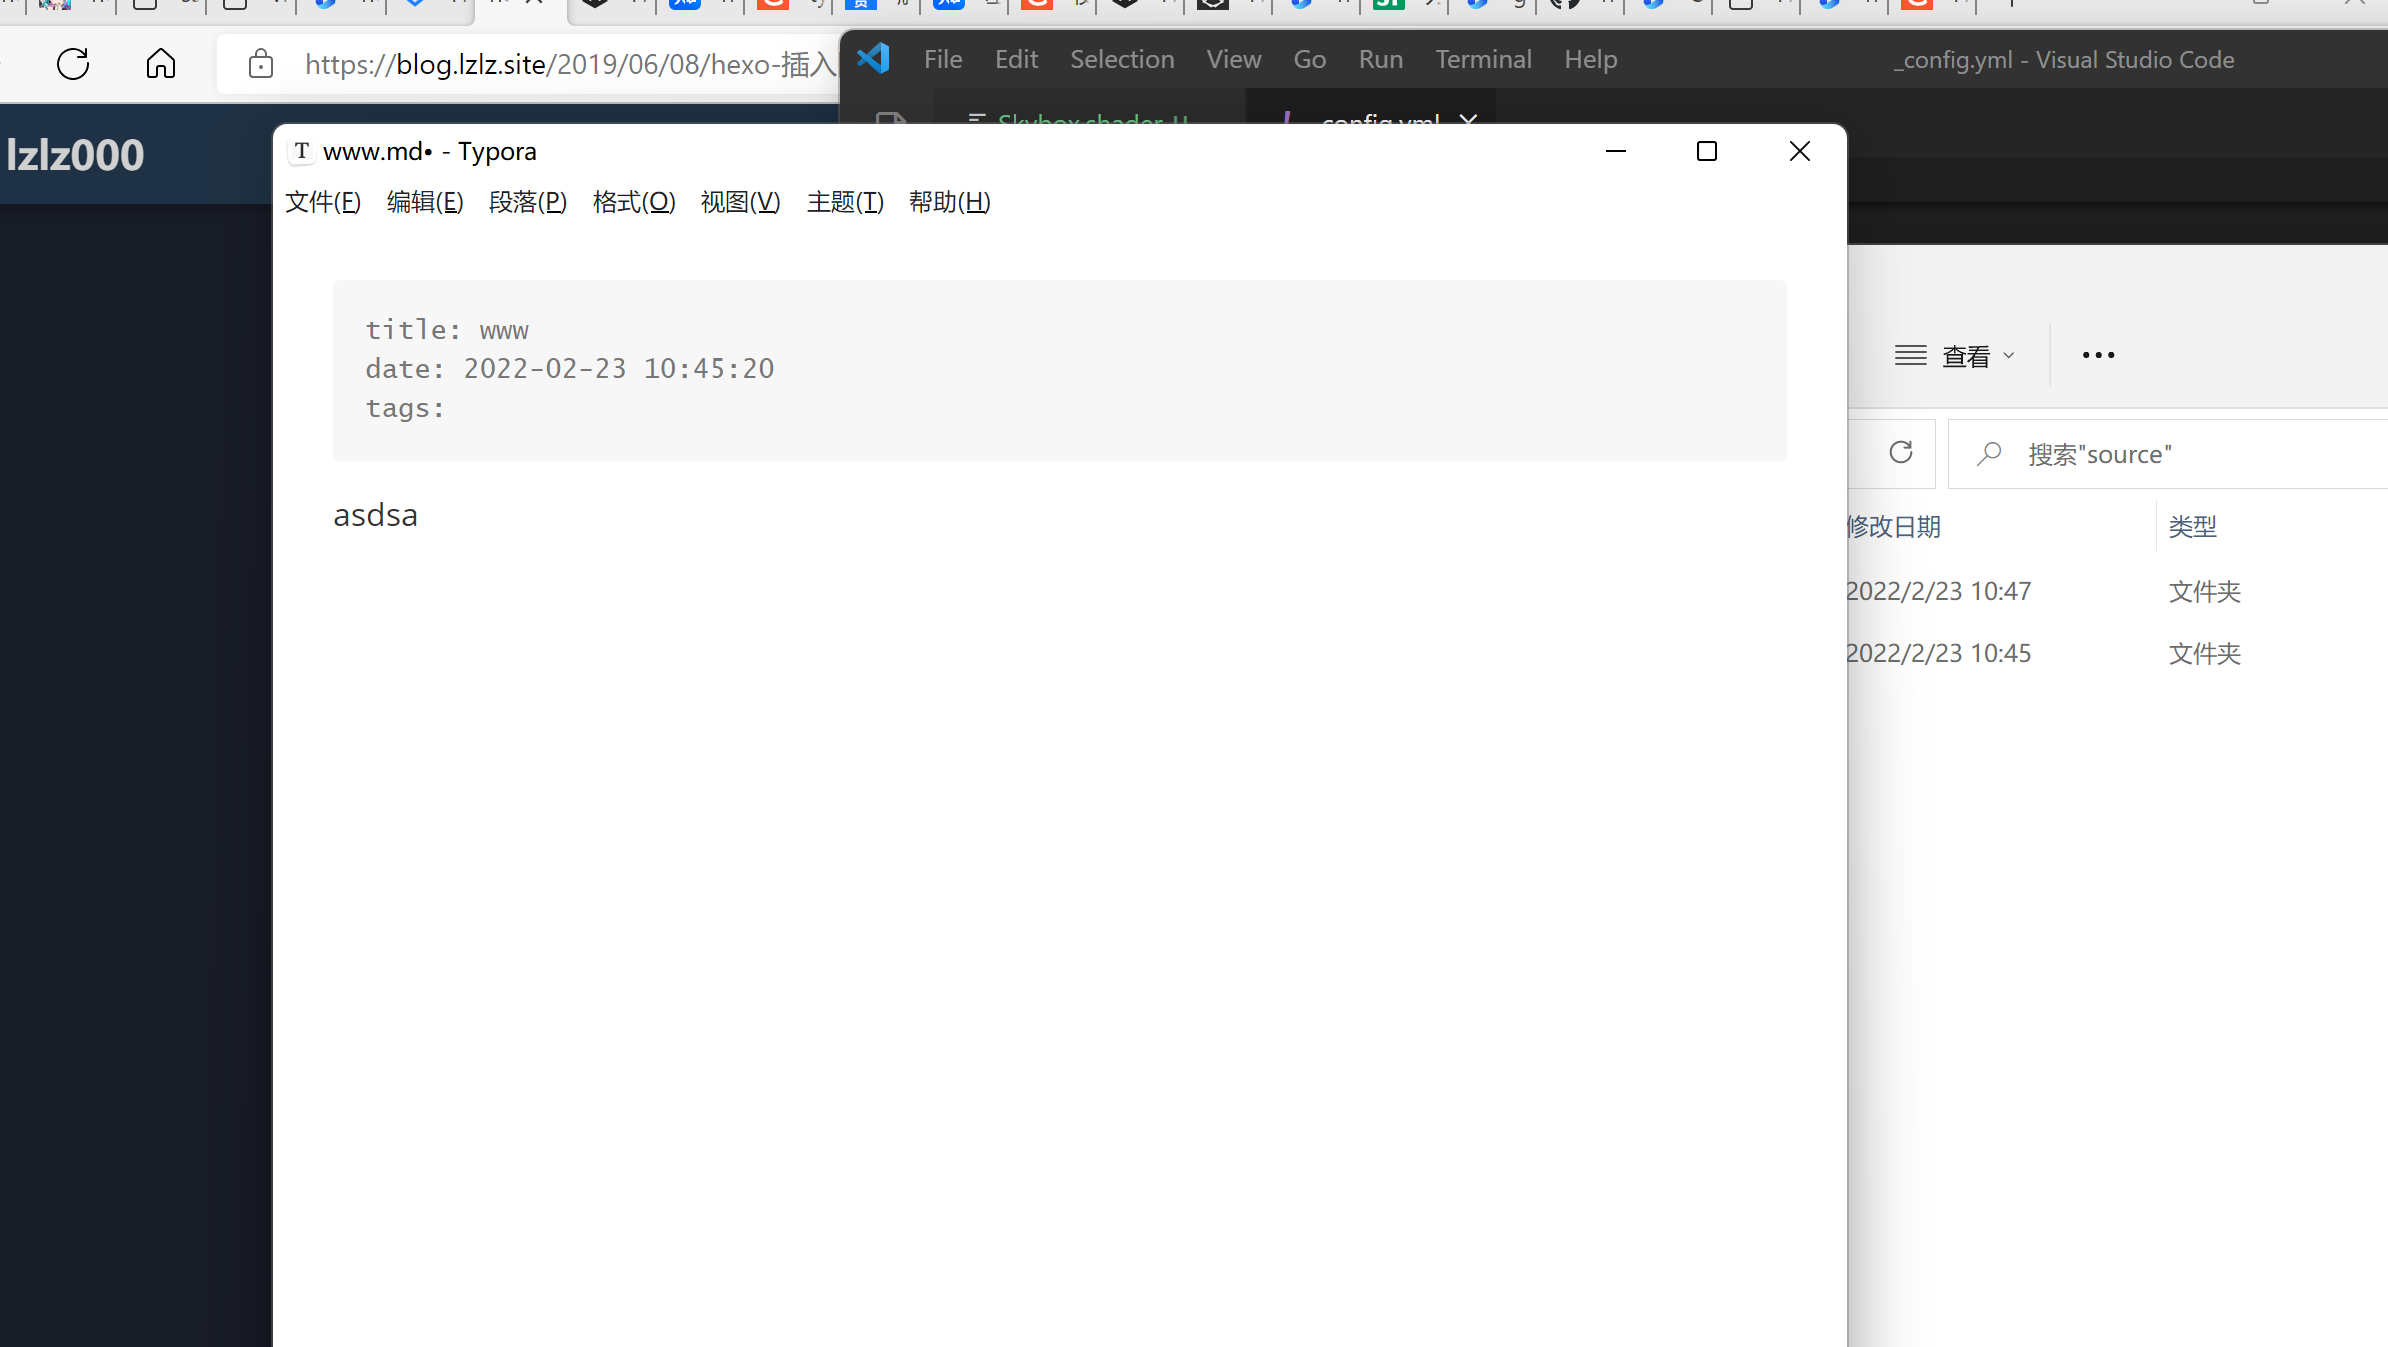 https://blog.lzlz.site/2019/06/08/hexo-插入
File Edit Selection View Go Run Terminal Help
_config.yml - Visual Studio Code
lzlz000
www.md• - Typora
文件(F) 编辑(E) 段落(P) 格式(O) 视图(V) 主题(T) 帮助(H)
title: www
date: 2022-02-23 10:45:20
tags:
asdsa
查看
搜索"source"
修改日期 类型
2022/2/23 10:47 文件夹
2022/2/23 10:45 文件夹